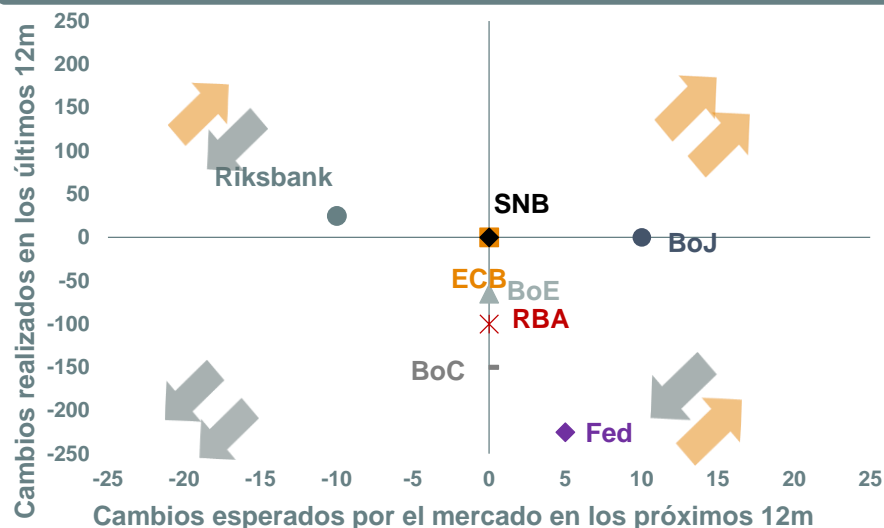 Cambios realizados en los últimos 12m
250
200
150
100
50
0
-50
-100
-150
-200
-250
Riksbank
SNB
BoJ
ECB
BoE
RBA
BoC
Fed
-25 -20 -15 -10 -5 0 5 10 15 20 25
Cambios esperados por el mercado en los próximos 12m